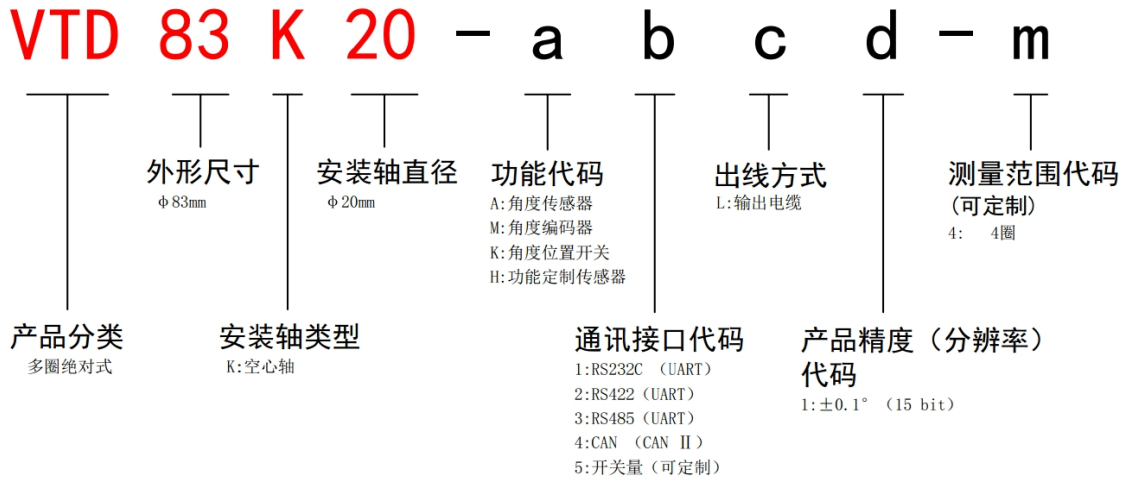 VTD 83 K 20 - a b c d - m
外形尺寸
φ83mm
安装轴直径
φ20mm
功能代码
A:角度传感器
M:角度编码器
K:角度位置开关
H:功能定制传感器
出线方式
L:输出电缆
测量范围代码
(可定制)
4: 4圈
产品分类
多圈绝对式
安装轴类型
K:空心轴
通讯接口代码
1:RS232C （UART）
2:RS422（UART）
3:RS485（UART）
4:CAN （CAN Ⅱ）
5:开关量（可定制）
产品精度（分辨率）
代码
1:±0.1°（15 bit）